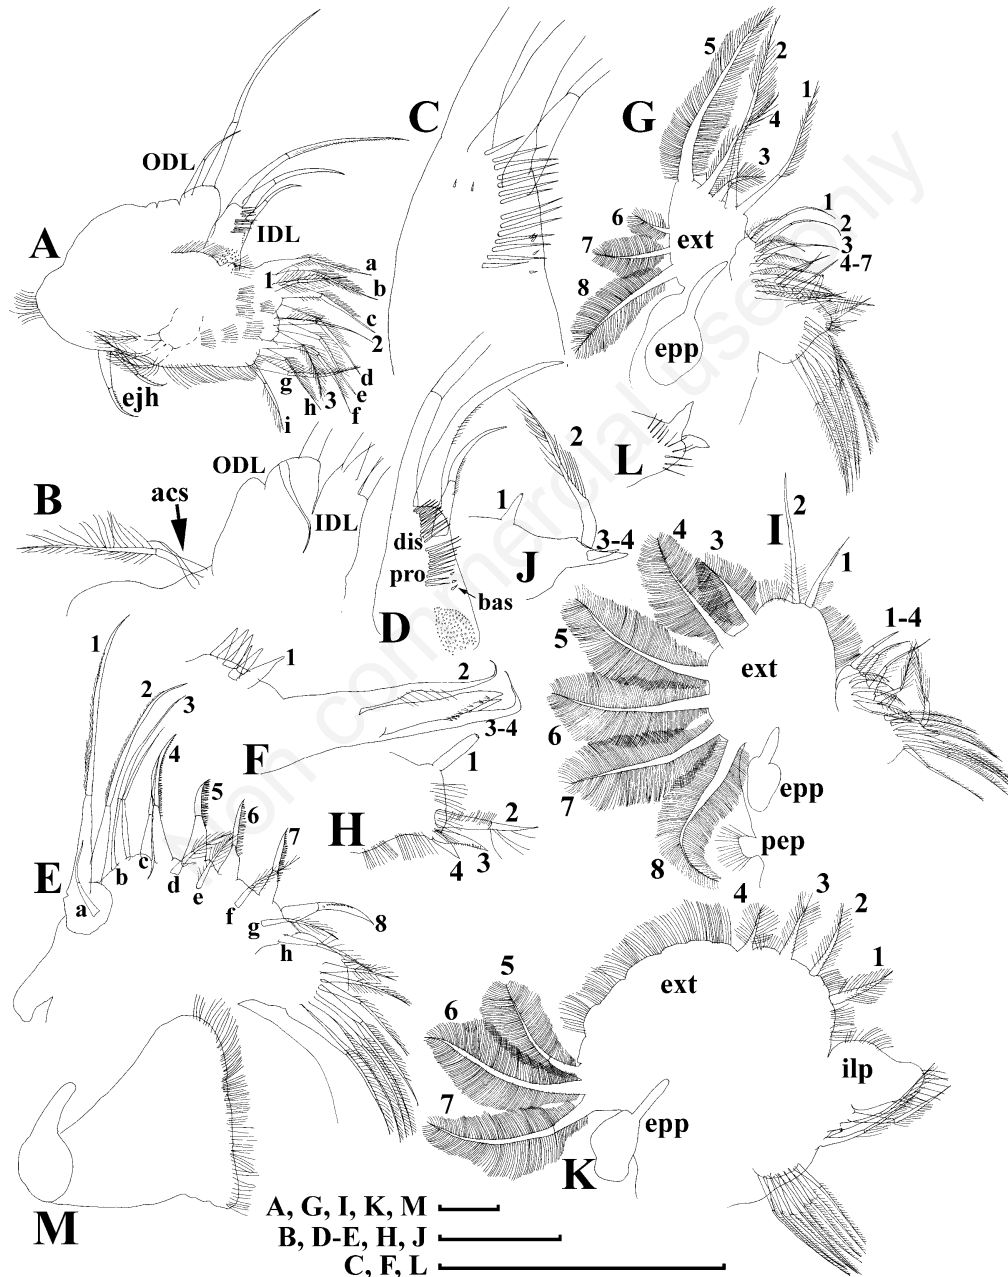 A
ODL
IDL
1
a
b
c
2
d
e
f
3
g
h
i
ejh
C
G
5
2
1
4
3
6
7
8
ext
epp
1
2
3
4-7
B
acs
ODL
IDL
D
dis
pro
bas
J
1
2
3-4
L
I
2
1
4
3
5
6
7
8
ext
1-4
epp
pep
E
1
2
3
4
5
6
7
8
a
b
c
d
e
f
g
h
F
1
2
3-4
H
1
2
3
4
K
ext
4
3
2
1
5
6
7
ilp
epp
M
A, G, I, K, M
B, D-E, H, J
C, F, L
Non commercial use only